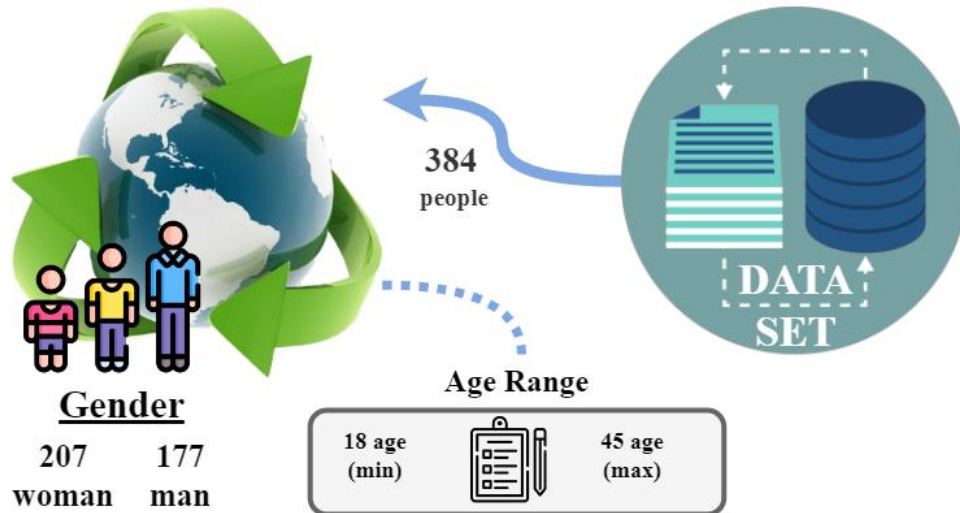 384
people
DATA
SET
Age Range
Gender
18 age
(min)
45 age
(max)
207
woman
177
man